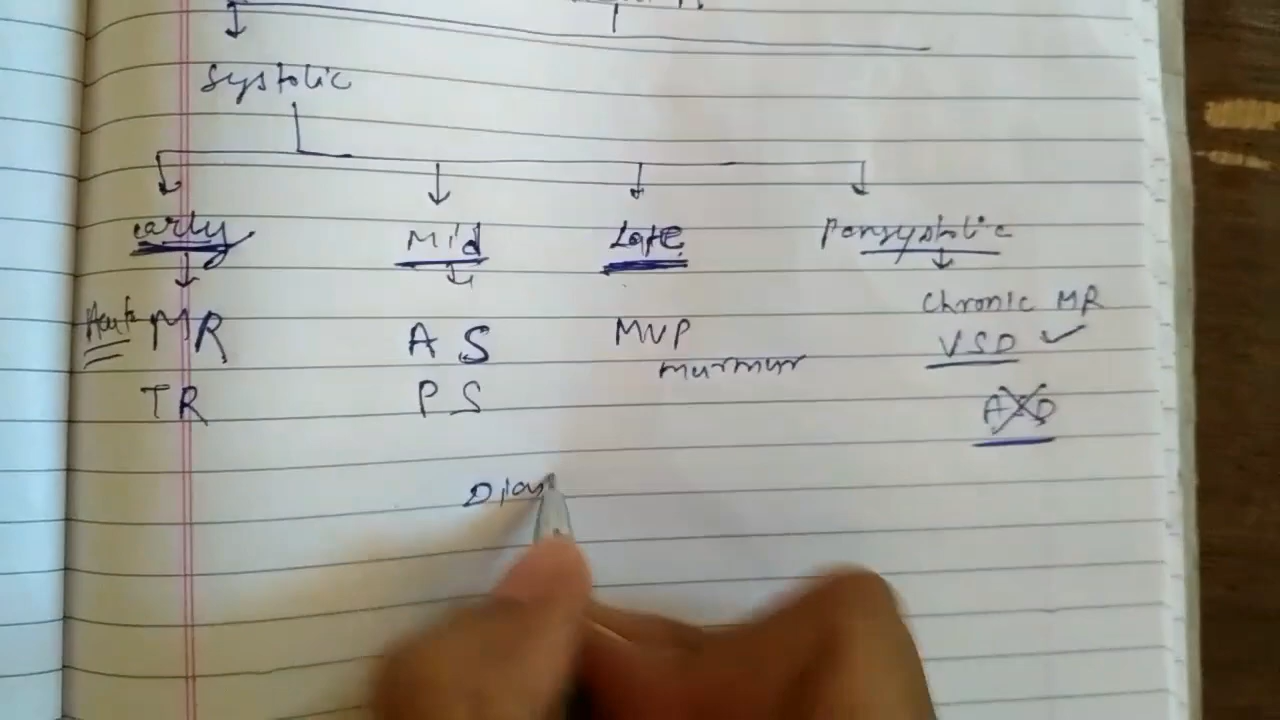 Systolic
early Mid Late Pansystolic
Acute MR AS MVP murmur Chronic MR
TR PS VSD
ASD
Dias